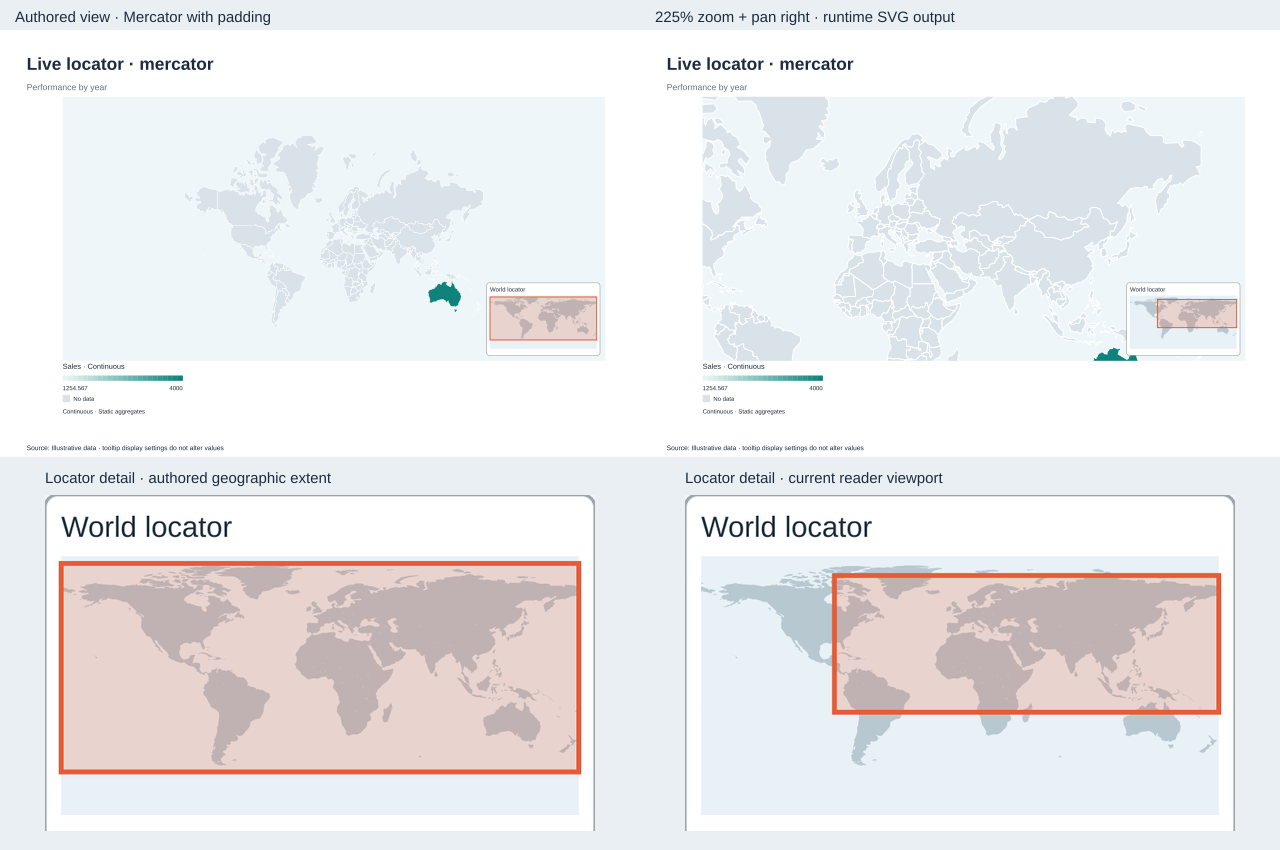 Authored view · Mercator with padding
Live locator · mercator
Performance by year
World locator
Sales · Continuous
1254.567 4000
No data
Continuous · Static aggregates
Source: Illustrative data · tooltip display settings do not alter values
225% zoom + pan right · runtime SVG output
Live locator · mercator
Performance by year
World locator
Sales · Continuous
1254.567 4000
No data
Continuous · Static aggregates
Source: Illustrative data · tooltip display settings do not alter values
Locator detail · authored geographic extent
World locator
Locator detail · current reader viewport
World locator